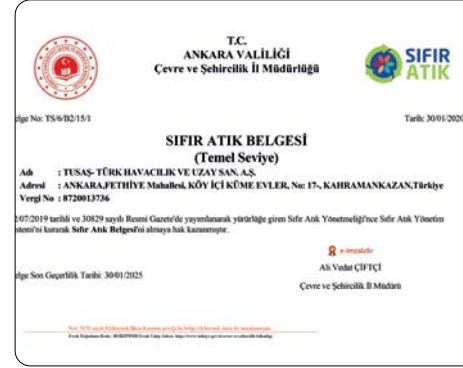 T.C.
ANKARA VALİLİĞİ
Çevre ve Şehircilik İl Müdürlüğü
SIFIR
ATIK
elge No: TS/6/B2/15/1
Tarih: 30/01/2020
SIFIR ATIK BELGESİ
(Temel Seviye)
Adı : TUSAŞ- TÜRK HAVACILIK VE UZAY SAN. A.Ş.
Adresi : ANKARA,FETHİYE Mahallesi, KÖY İÇİ KÜME EVLER, No: 17-, KAHRAMANKAZAN,Türkiye
Vergi No : 8720013736
2/07/2019 tarihli ve 30829 sayılı Resmi Gazete'de yayımlanarak yürürlüğe giren Sıfır Atık Yönetmeliği'nce Sıfır Atık Yönetim
istemi'ni kurarak Sıfır Atık Belgesi'ni almaya hak kazanmıştır.
e-imzalıdır
Ali Vedat ÇİFTÇİ
elge Son Geçerlilik Tarihi: 30/01/2025
Çevre ve Şehircilik İl Müdürü